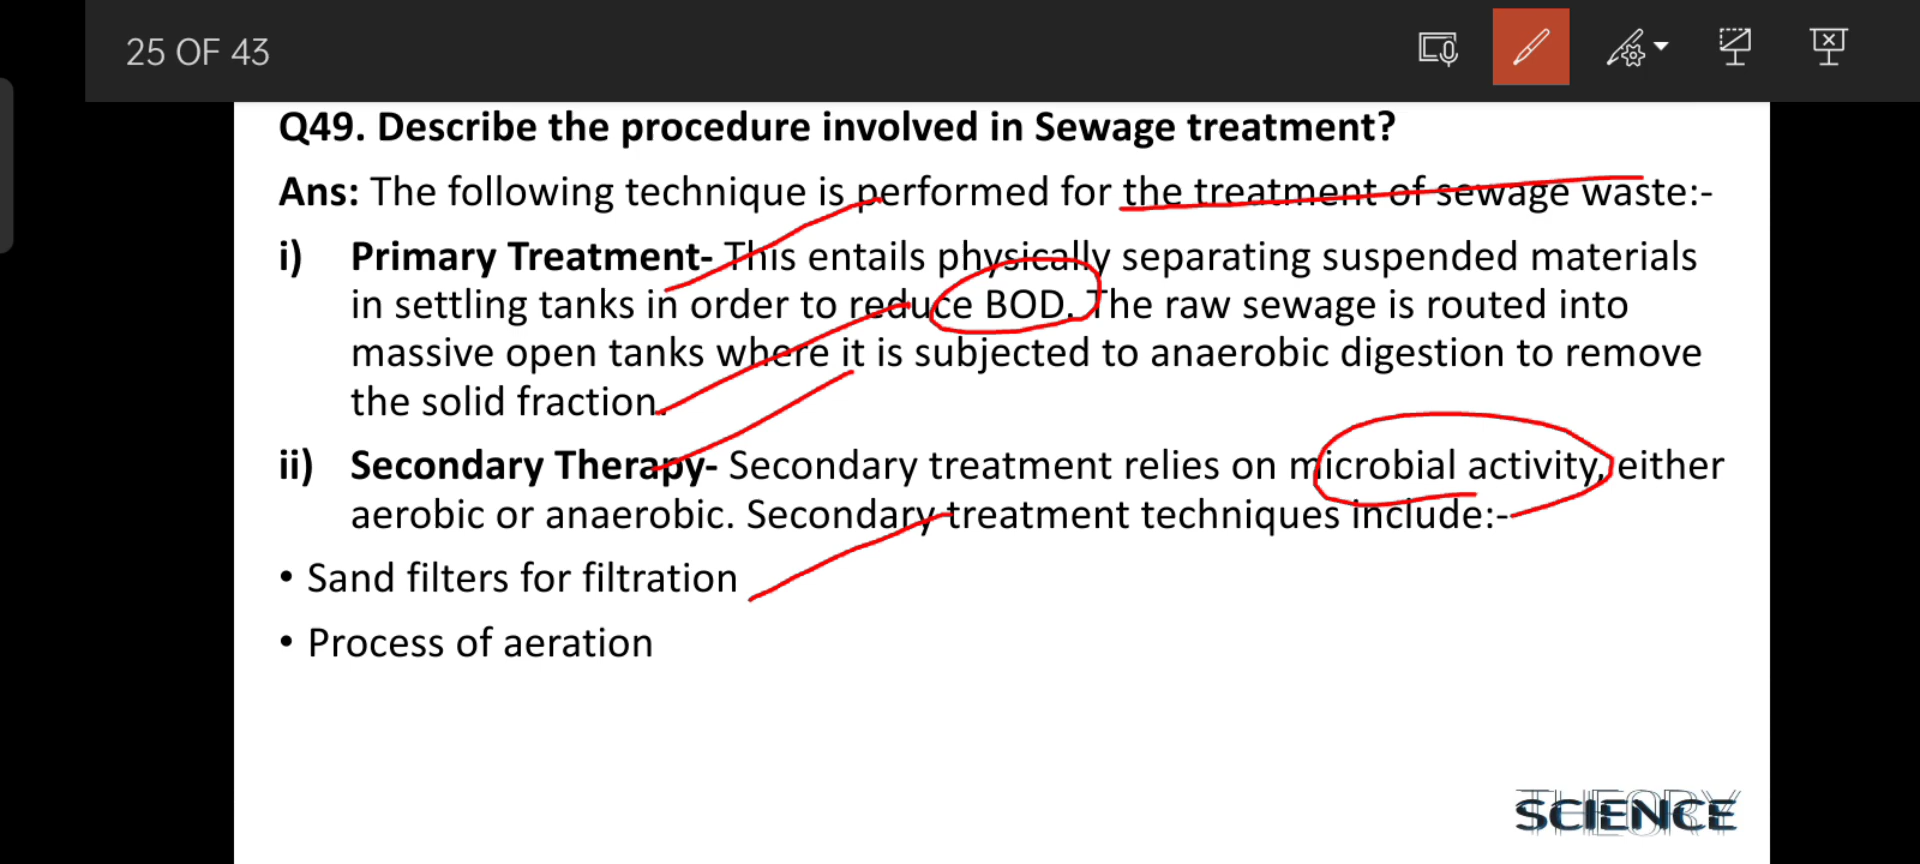 25 OF 43
Q49. Describe the procedure involved in Sewage treatment?
Ans: The following technique is performed for the treatment of sewage waste:-
i) Primary Treatment- This entails physically separating suspended materials
in settling tanks in order to reduce BOD. The raw sewage is routed into
massive open tanks where it is subjected to anaerobic digestion to remove
the solid fraction.
ii) Secondary Therapy- Secondary treatment relies on microbial activity, either
aerobic or anaerobic. Secondary treatment techniques include:-
• Sand filters for filtration
• Process of aeration
THEORY
SCIENCE